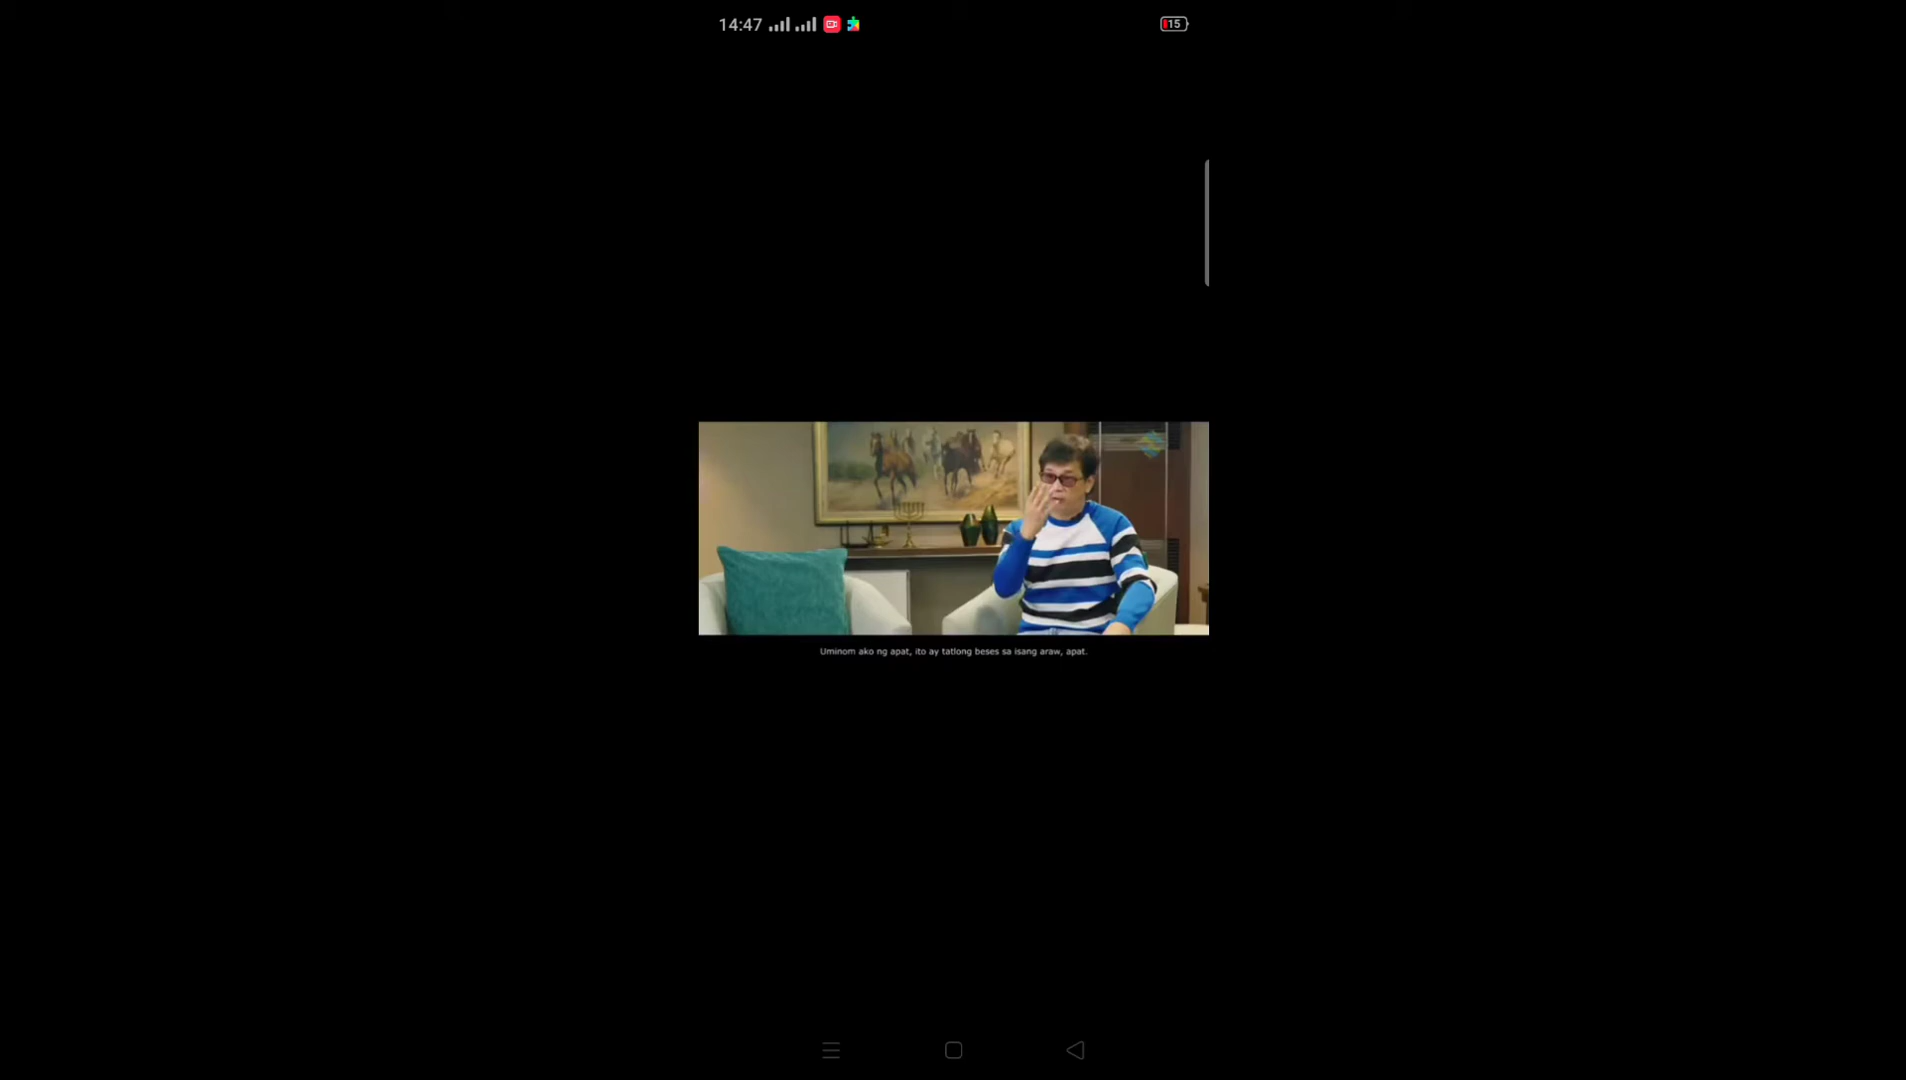 14:47
15
Uminom ako ng apat, ito ay tatlong beses sa isang araw, apat.